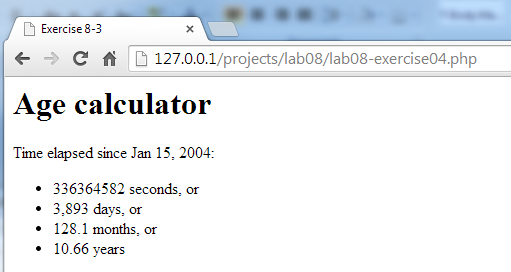 Exercise 8-3
127.0.0.1/projects/lab08/lab08-exercise04.php
Age calculator
Time elapsed since Jan 15, 2004:
336364582 seconds, or
3,893 days, or
128.1 months, or
10.66 years